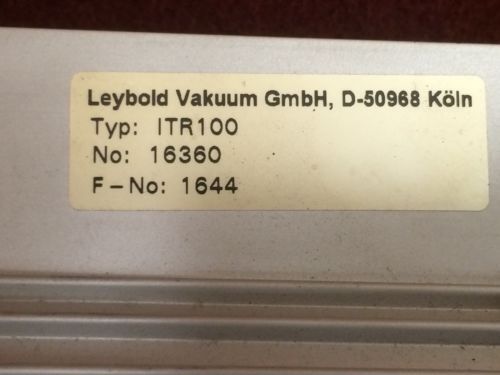 Leybold Vakuum GmbH, D-50968 Köln
Typ: ITR100
No: 16360
F-No: 1644